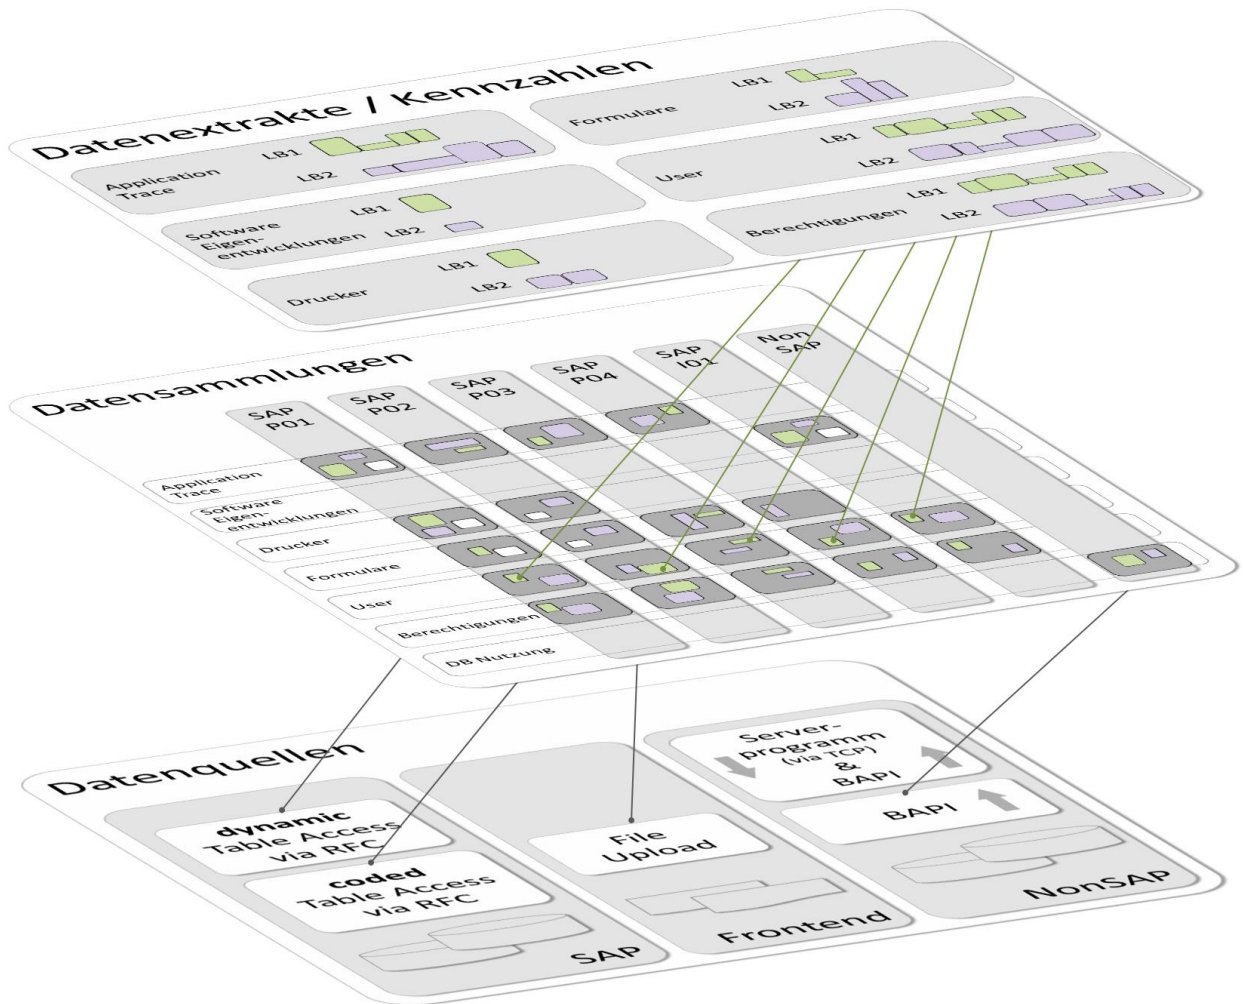 Datenextrakte / Kennzahlen
Application
Trace
LB1
LB2
Software
Eigen-
entwicklungen
LB1
LB2
Drucker
LB1
LB2
Formulare
LB1
LB2
User
LB1
LB2
Berechtigungen
LB1
LB2
Datensammlungen
SAP
P01
SAP
P02
SAP
P03
SAP
P04
SAP
I01
Non
SAP
Application
Trace
Software
Eigen-
entwicklungen
Drucker
Formulare
User
Berechtigungen
DB Nutzung
Datenquellen
dynamic
Table Access
via RFC
coded
Table Access
via RFC
SAP
File
Upload
Frontend
Server-
programm
(via TCP)
&
BAPI
BAPI
NonSAP